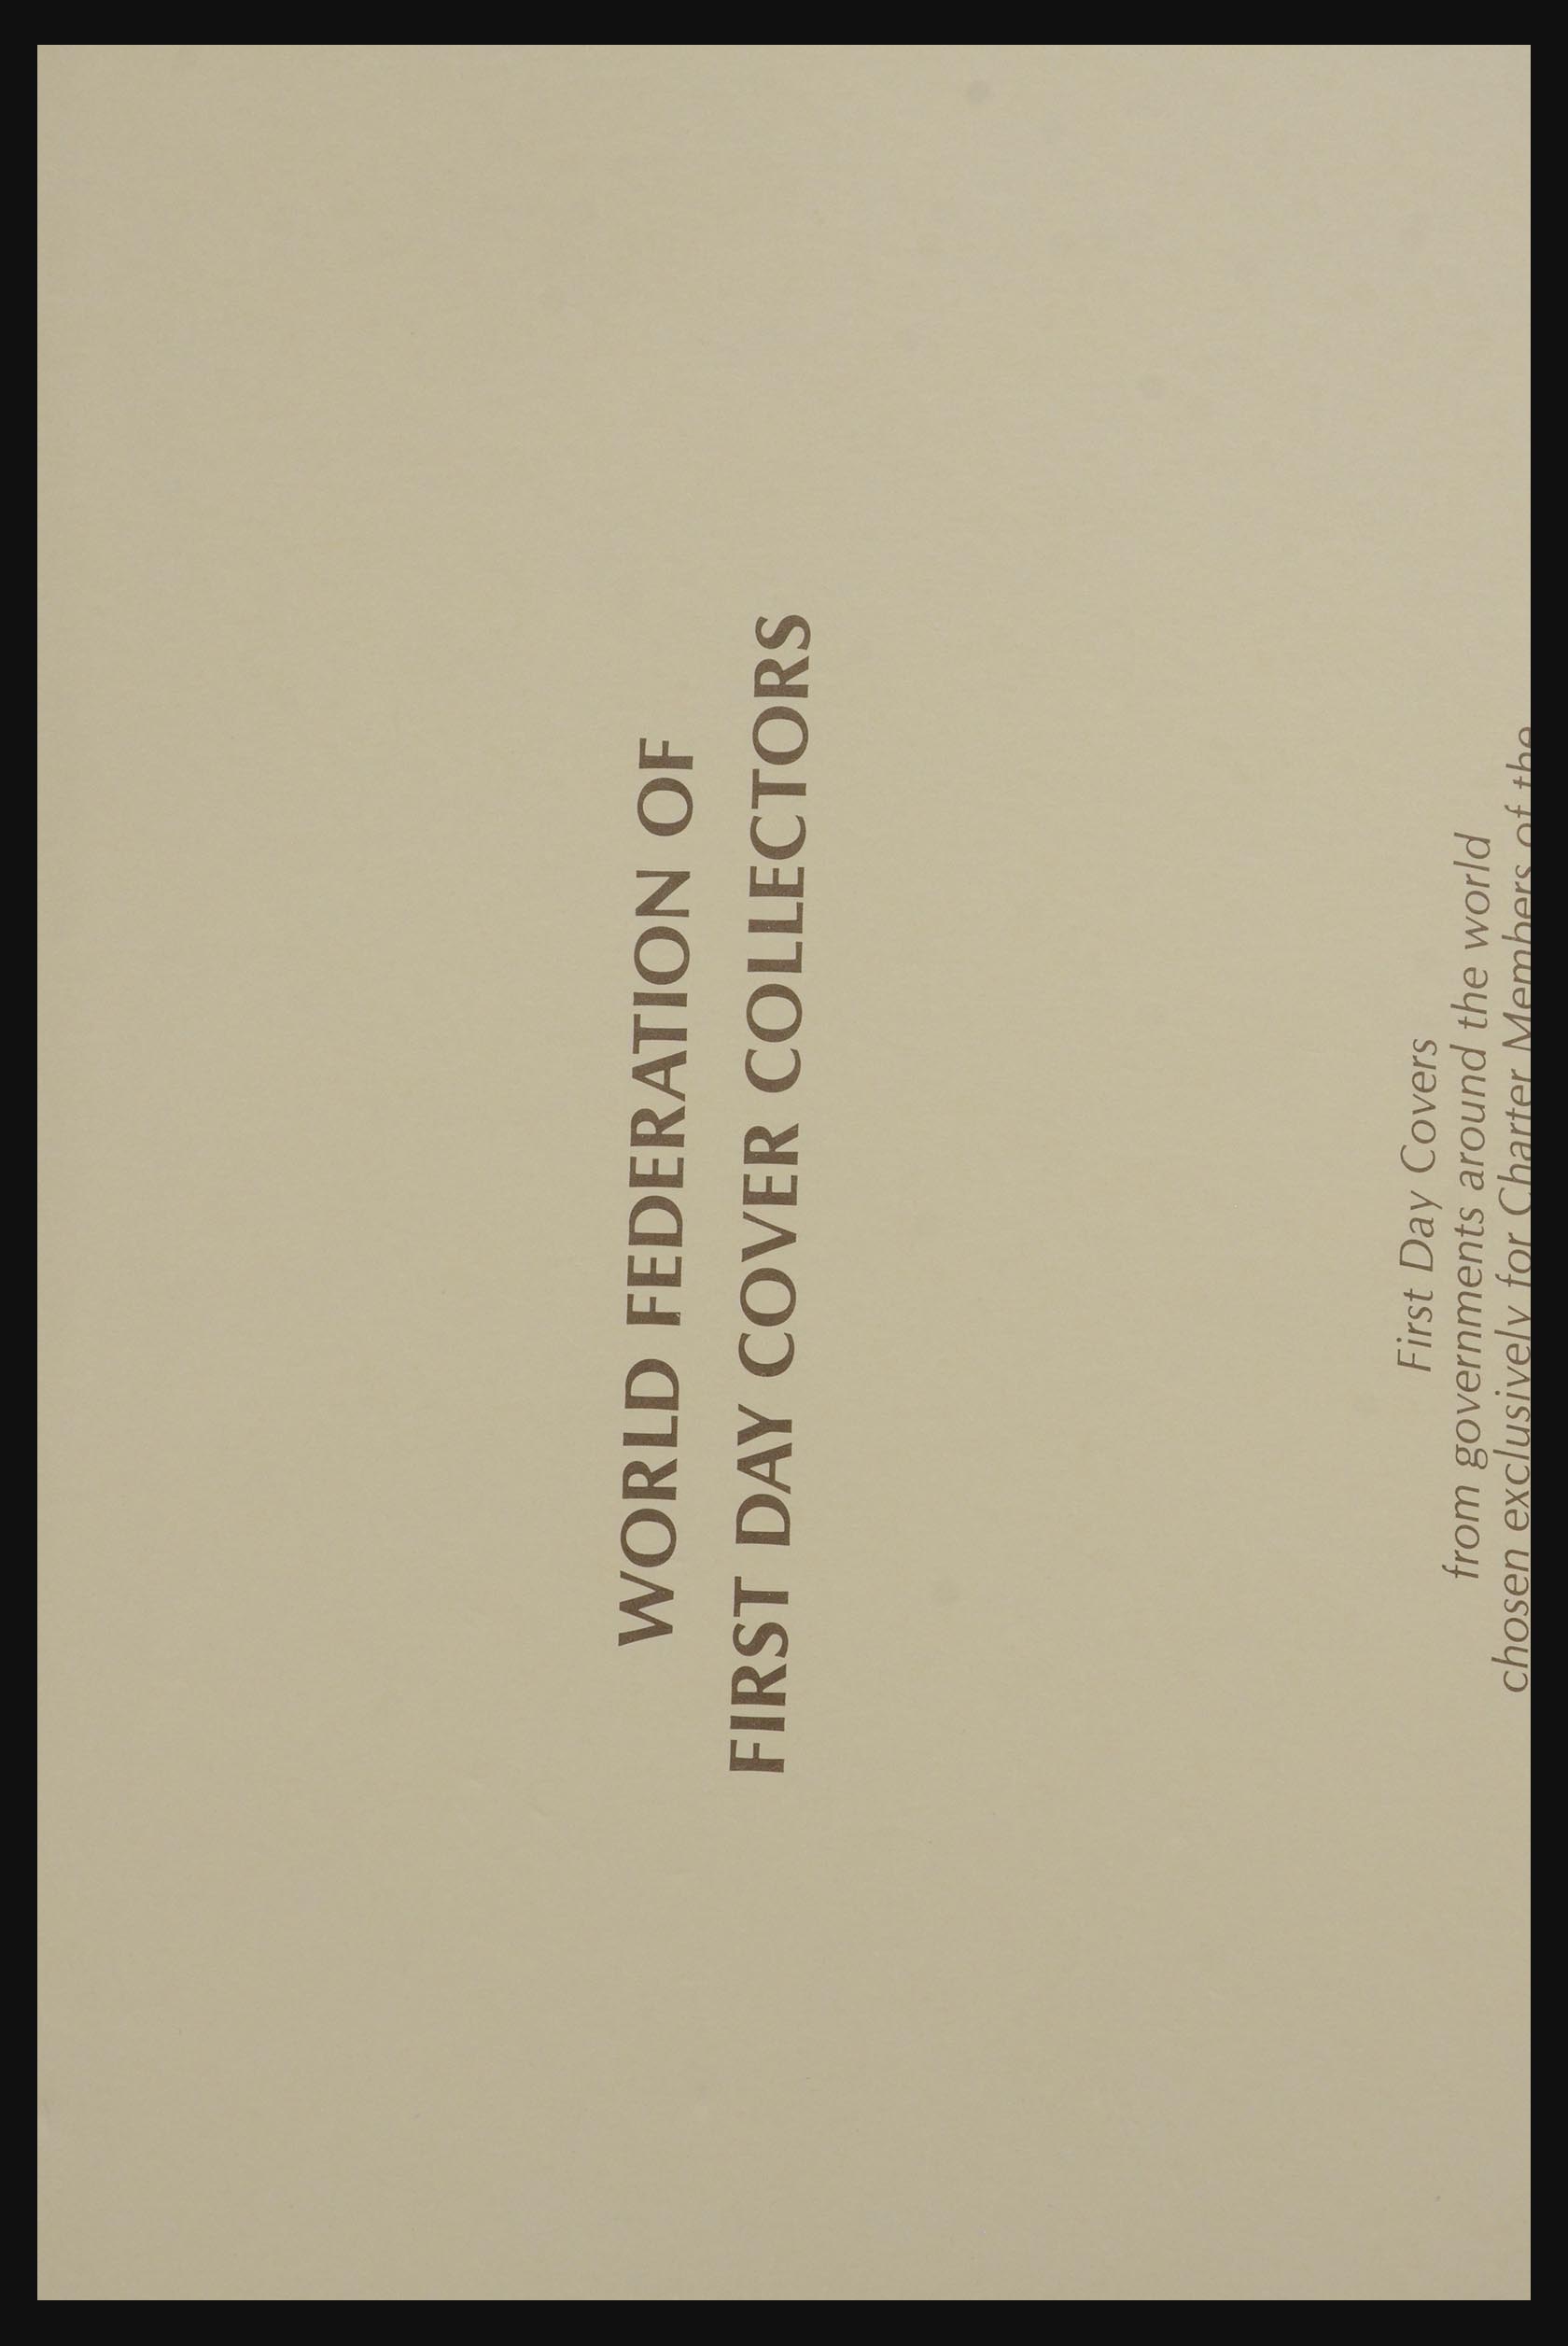 WORLD FEDERATION OF
FIRST DAY COVER COLLECTORS
First Day Covers
from governments around the world
chosen exclusively for Charter Members of the